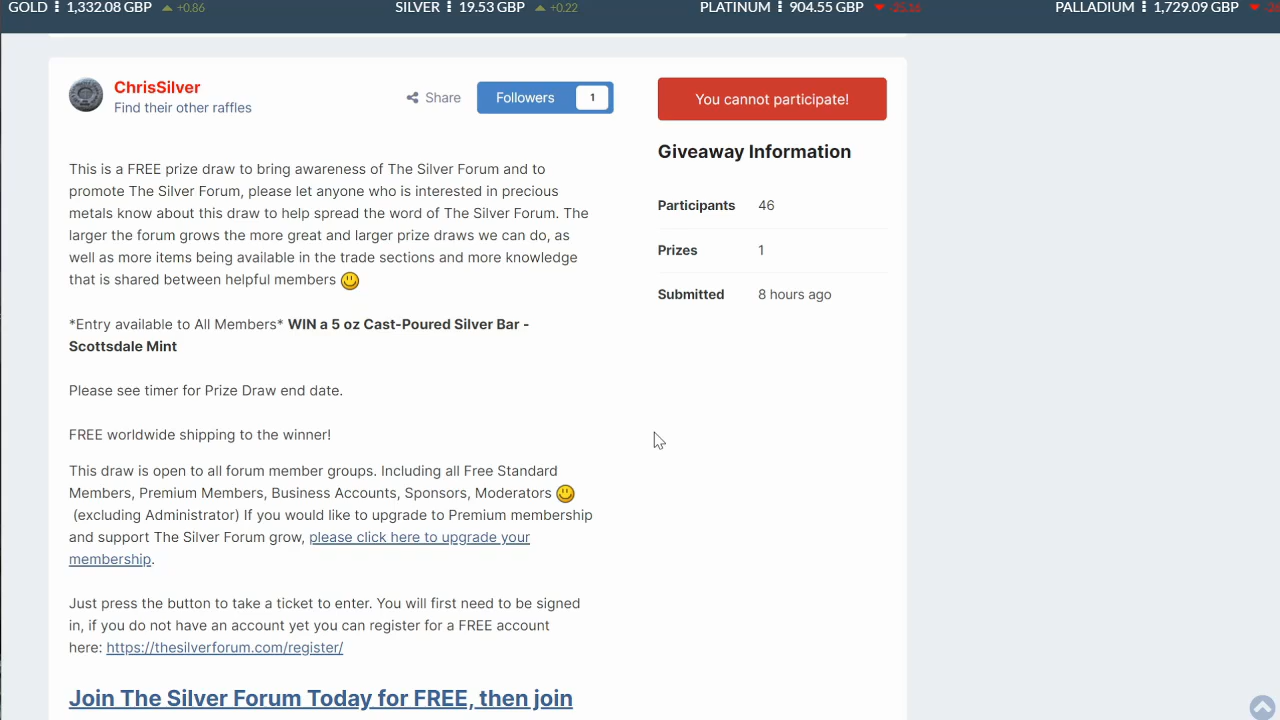 GOLD 1,332.08 GBP +0.86 SILVER 19.53 GBP +0.22 PLATINUM 904.55 GBP -25.16 PALLADIUM 1,729.09 GBP
ChrisSilver
Find their other raffles
Share
Followers 1
You cannot participate!
Giveaway Information
Participants 46
Prizes 1
Submitted 8 hours ago
This is a FREE prize draw to bring awareness of The Silver Forum and to
promote The Silver Forum, please let anyone who is interested in precious
metals know about this draw to help spread the word of The Silver Forum. The
larger the forum grows the more great and larger prize draws we can do, as
well as more items being available in the trade sections and more knowledge
that is shared between helpful members
*Entry available to All Members* WIN a 5 oz Cast-Poured Silver Bar -
Scottsdale Mint
Please see timer for Prize Draw end date.
FREE worldwide shipping to the winner!
This draw is open to all forum member groups. Including all Free Standard
Members, Premium Members, Business Accounts, Sponsors, Moderators
(excluding Administrator) If you would like to upgrade to Premium membership
and support The Silver Forum grow, please click here to upgrade your
membership.
Just press the button to take a ticket to enter. You will first need to be signed
in, if you do not have an account yet you can register for a FREE account
here: https://thesilverforum.com/register/
Join The Silver Forum Today for FREE, then join